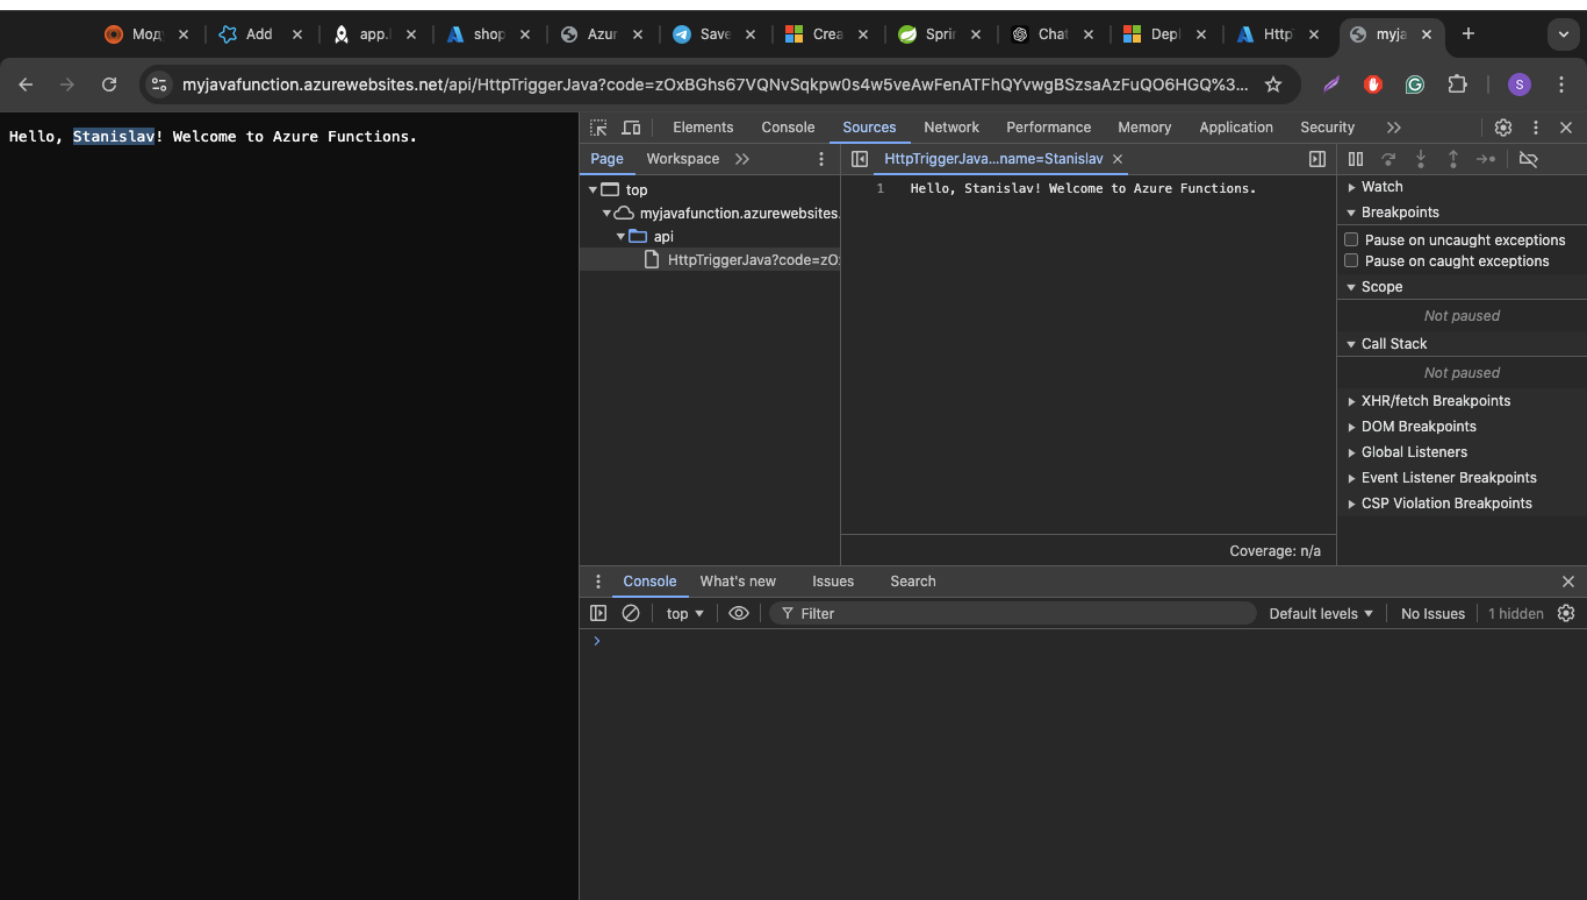 Мод Add app. shop Azur Save Crea Sprin Chat Depl Http myja
myjavafunction.azurewebsites.net/api/HttpTriggerJava?code=zOxBGhs67VQNvSqkpw0s4w5veAwFenATFhQYvwgBSzsaAzFuQO6HGQ%3... S
Hello, Stanislav! Welcome to Azure Functions.
Elements Console Sources Network Performance Memory Application Security
Page Workspace
HttpTriggerJava...name=Stanislav
top
myjavafunction.azurewebsites.
api
HttpTriggerJava?code=zO
1 Hello, Stanislav! Welcome to Azure Functions.
Coverage: n/a
Watch
Breakpoints
Pause on uncaught exceptions
Pause on caught exceptions
Scope
Not paused
Call Stack
Not paused
XHR/fetch Breakpoints
DOM Breakpoints
Global Listeners
Event Listener Breakpoints
CSP Violation Breakpoints
Console What's new Issues Search
top Filter Default levels No Issues 1 hidden